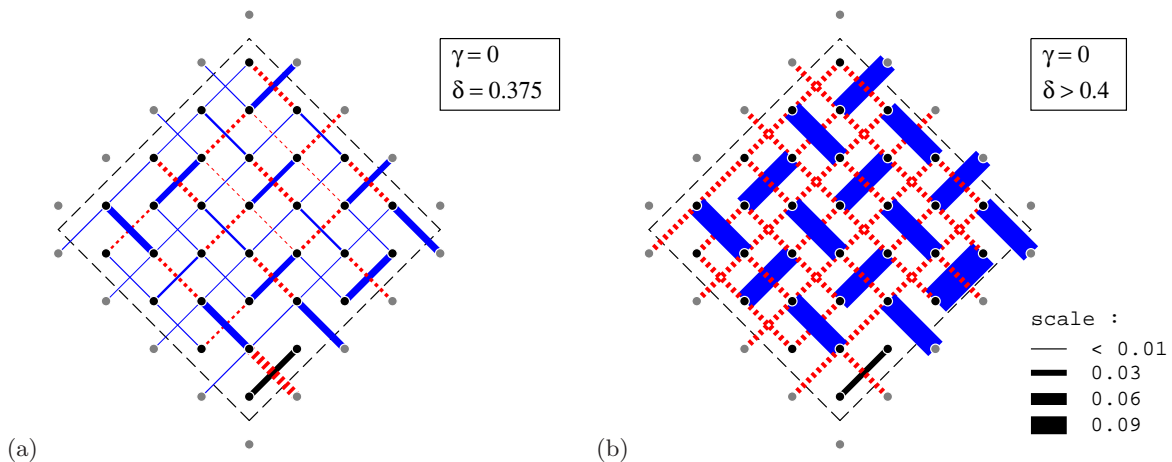 γ = 0
δ = 0.375
γ = 0
δ > 0.4
scale :
< 0.01
0.03
0.06
0.09
(a)
(b)